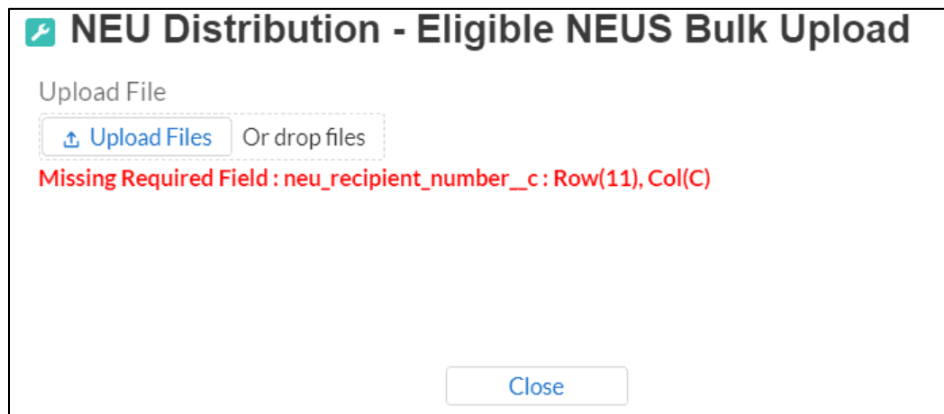 NEU Distribution - Eligible NEUS Bulk Upload
Upload File
Upload Files Or drop files
Missing Required Field : neu_recipient_number__c : Row(11), Col(C)
Close